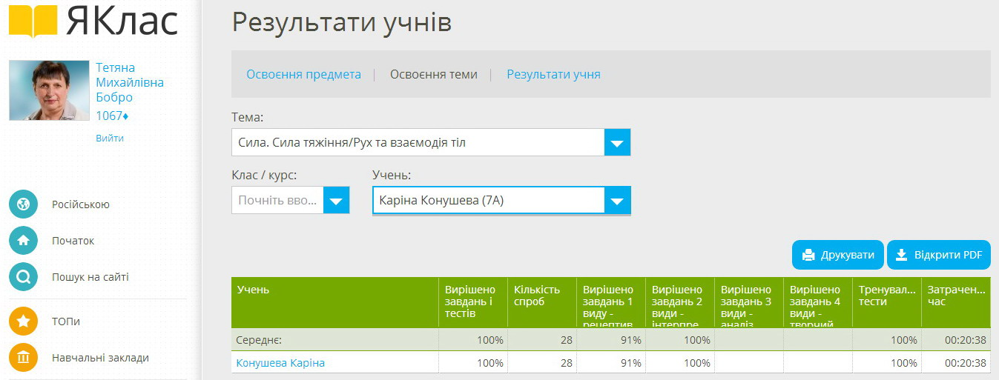 ЯКлас
Тетяна
Михайлівна
Бобро
1067♦
Вийти
Російською
Початок
Пошук на сайті
ТОПи
Навчальні заклади
Результати учнів
Освоєння предмета | Освоєння теми | Результати учня
Тема:
Сила. Сила тяжіння/Рух та взаємодія тіл
Клас / курс: Учень:
Почніть вво... Каріна Конушева (7А)
Друкувати Відкрити PDF
Учень Вирішено Кількість Вирішено Вирішено Вирішено Вирішено Тренувал... Затрачен...
завдань і спроб завдань 1 завдань 2 завдань 3 завдань 4 тести час
тестів виду - види - види - види -
рецептив інтерпре аналіз творчий
Середнє: 100% 28 91% 100% 100% 00:20:38
Конушева Каріна 100% 28 91% 100% 100% 00:20:38